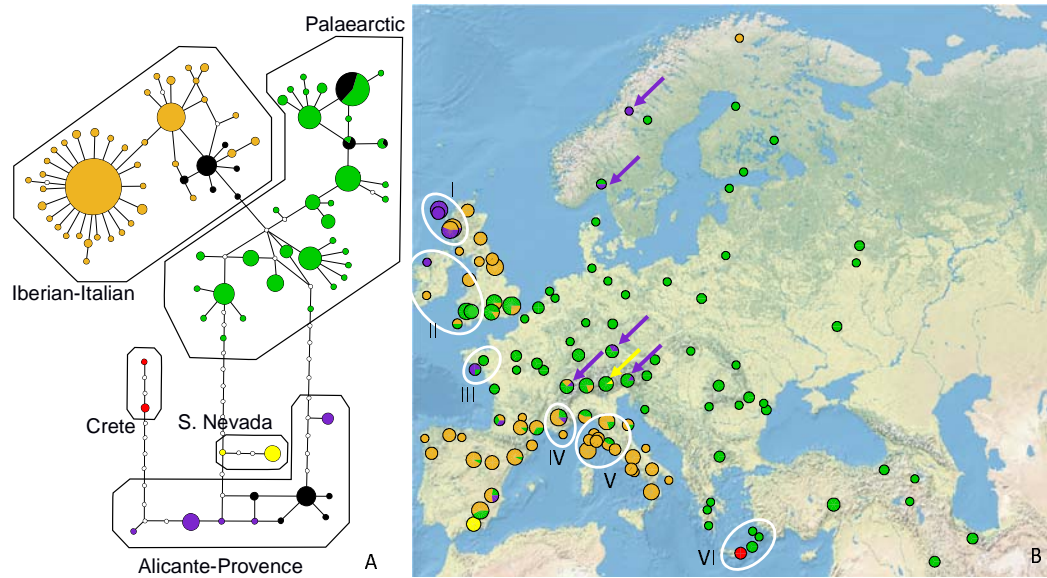 Palaearctic
Iberian-Italian
Crete
S. Nevada
Alicante-Provence
A
I
II
III
IV
V
VI
B